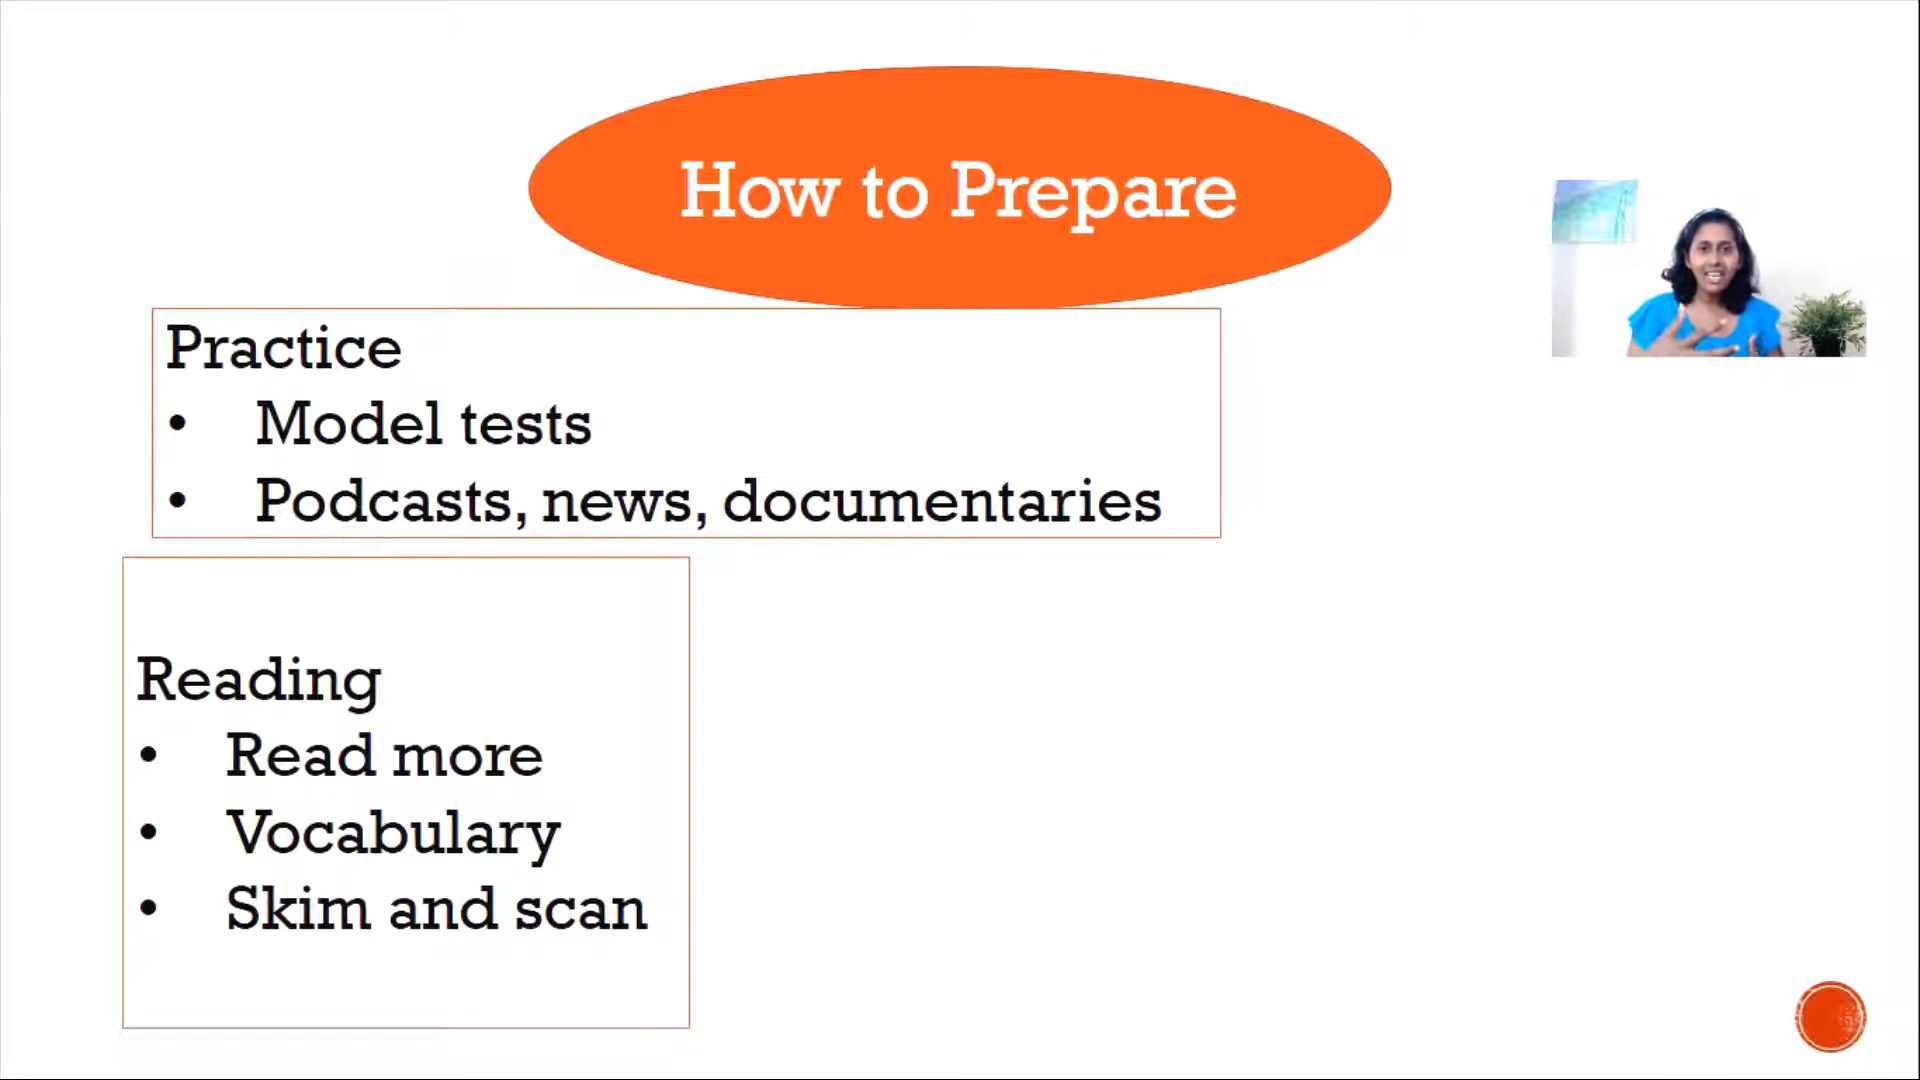 How to Prepare
Practice
• Model tests
• Podcasts, news, documentaries
Reading
• Read more
• Vocabulary
• Skim and scan